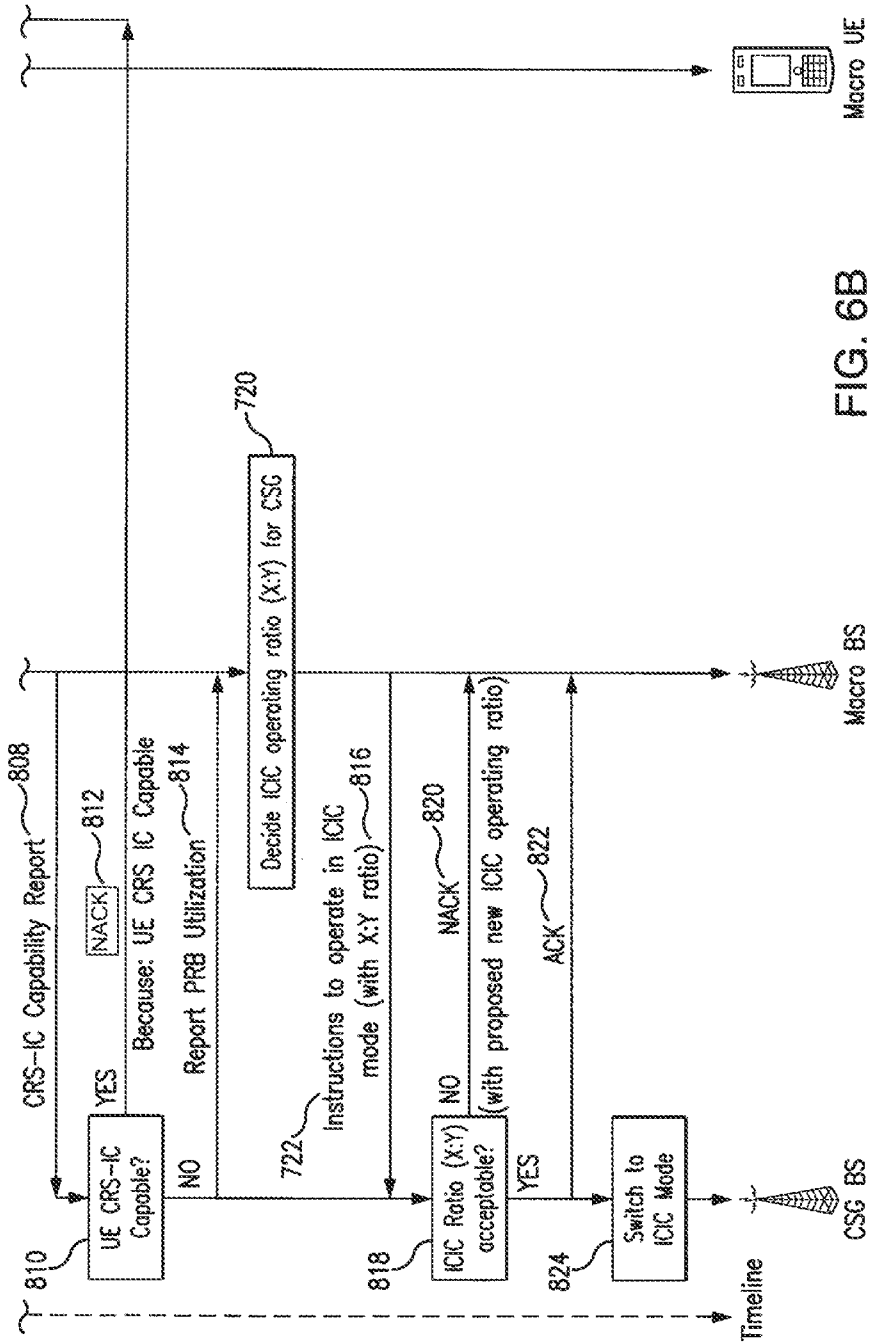 CRS-IC Capability Report 808
810
UE CRS-IC
Capable?
YES
NACK 812
Because: UE CRS IC Capable
NO
Report PRB Utilization 814
720
Decide ICIC operating ratio (X:Y) for CSG
722
Instructions to operate in ICIC
mode (with X:Y ratio) 816
818
ICIC Ratio (X:Y)
acceptable?
NO
NACK 820
(with proposed new ICIC operating ratio)
YES
ACK 822
824
Switch to
ICIC Mode
Timeline
CSG BS
Macro BS
Macro UE
FIG. 6B